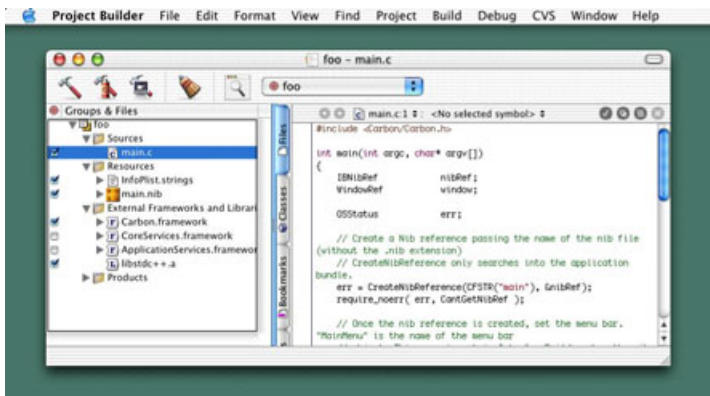 Project Builder File Edit Format View Find Project Build Debug CVS Window Help
foo – main.c
foo
Groups & Files
main.c:1 : <No selected symbol>
foo
Sources
main.c
Resources
InfoPlist.strings
main.nib
External Frameworks and Librari
Carbon.framework
CoreServices.framework
ApplicationServices.framewor
libstdc++.a
Products
Files
Classes
Bookmarks
#include <Carbon/Carbon.h>
int main(int argc, char* argv[])
{
IBNibRef nibRef;
WindowRef window;
OSStatus err;
// Create a Nib reference passing the name of the nib file
(without the .nib extension)
// CreateNibReference only searches into the application
bundle.
err = CreateNibReference(CFSTR("main"), &nibRef);
require_noerr( err, CantGetNibRef );
// Once the nib reference is created, set the menu bar.
"MainMenu" is the name of the menu bar